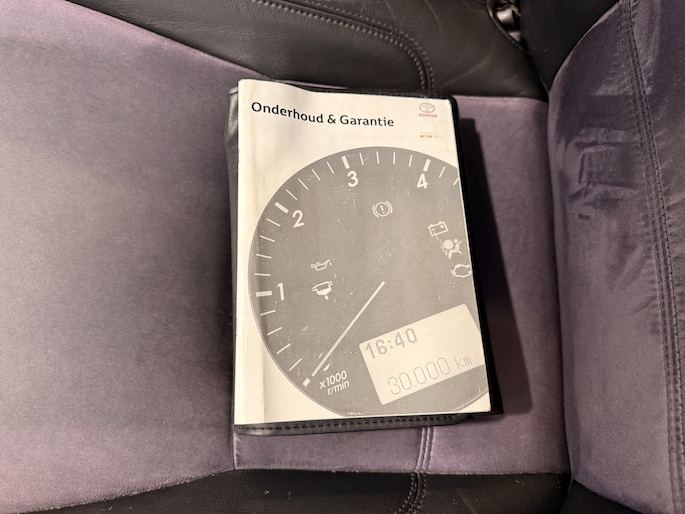 Onderhoud & Garantie
TOYOTA
1
2
3
4
x1000
r/min
16:40
30.000 km